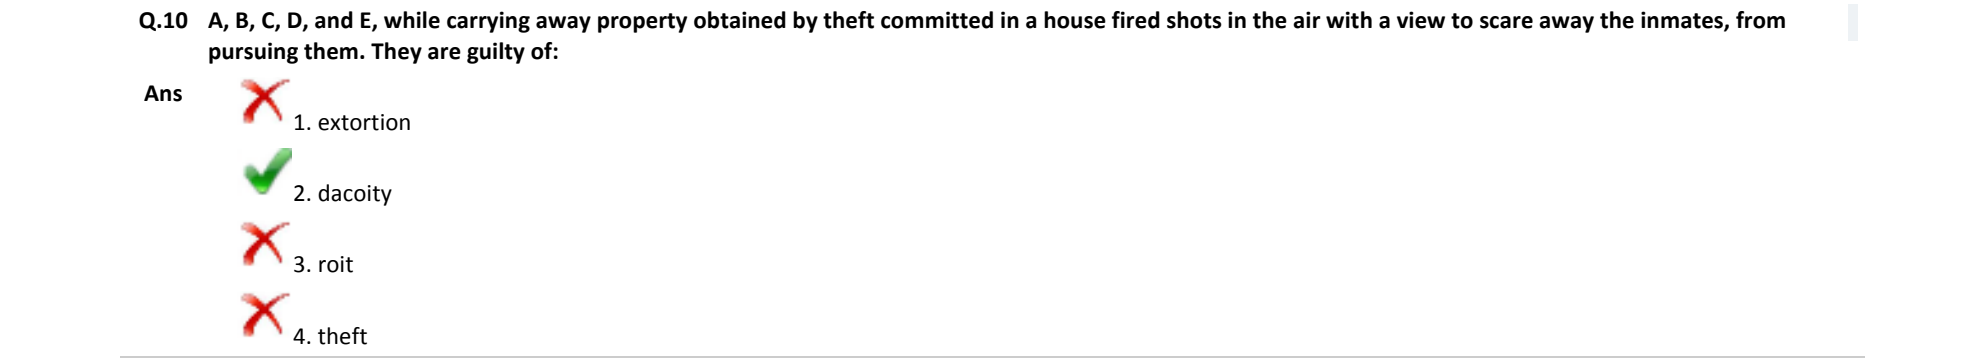 Q.10 A, B, C, D, and E, while carrying away property obtained by theft committed in a house fired shots in the air with a view to scare away the inmates, from
pursuing them. They are guilty of:
Ans
1. extortion
2. dacoity
3. roit
4. theft